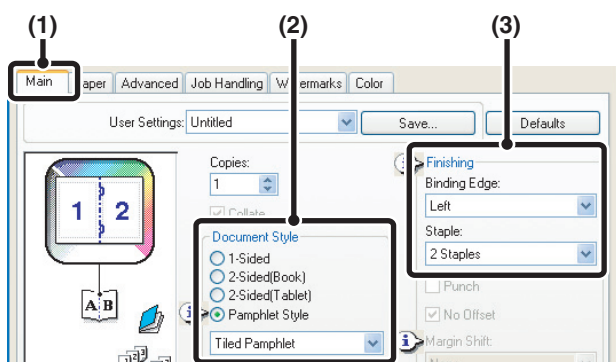 (1) (2) (3)
Main aper Advanced Job Handling W ermarks Color
User Settings: Untitled Save... Defaults
Copies:
1
Collate
Document Style
1-Sided
2-Sided(Book)
2-Sided(Tablet)
Pamphlet Style
Tiled Pamphlet
Finishing
Binding Edge:
Left
Staple:
2 Staples
Punch
No Offset
Margin Shift:
1 2
A B
i
i